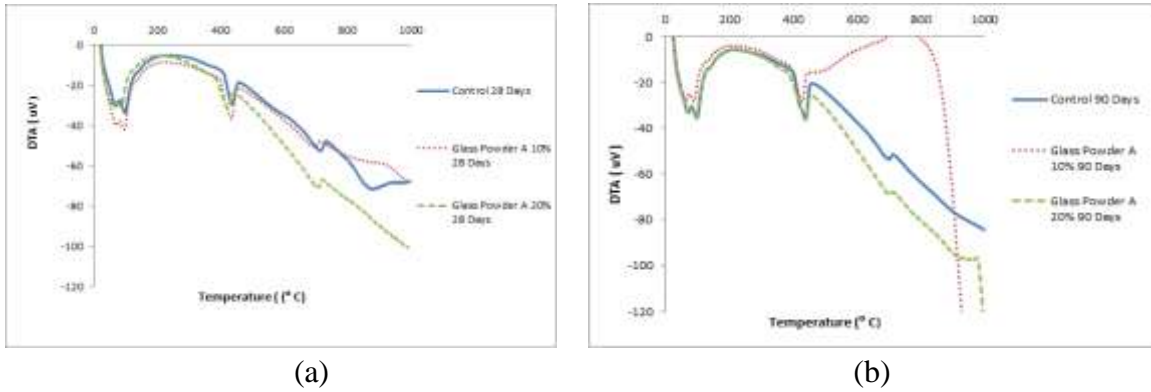 0 200 400 600 800 1000
0
-20
-40
-60
-80
-100
-120
DTA ( uV)
Temperature ( (° C)
Control 28 Days
Glass Powder A 10%
28 Days
Glass Powder A 20%
28 Days
(a)
0 200 400 600 800 1000
0
-20
-40
-60
-80
-100
-120
DTA ( uV)
Temperature (° C)
Control 90 Days
Glass Powder A
10% 90 Days
Glass Powder A
20% 90 Days
(b)